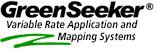 GreenSeeker®
Variable Rate Application and
Mapping Systems